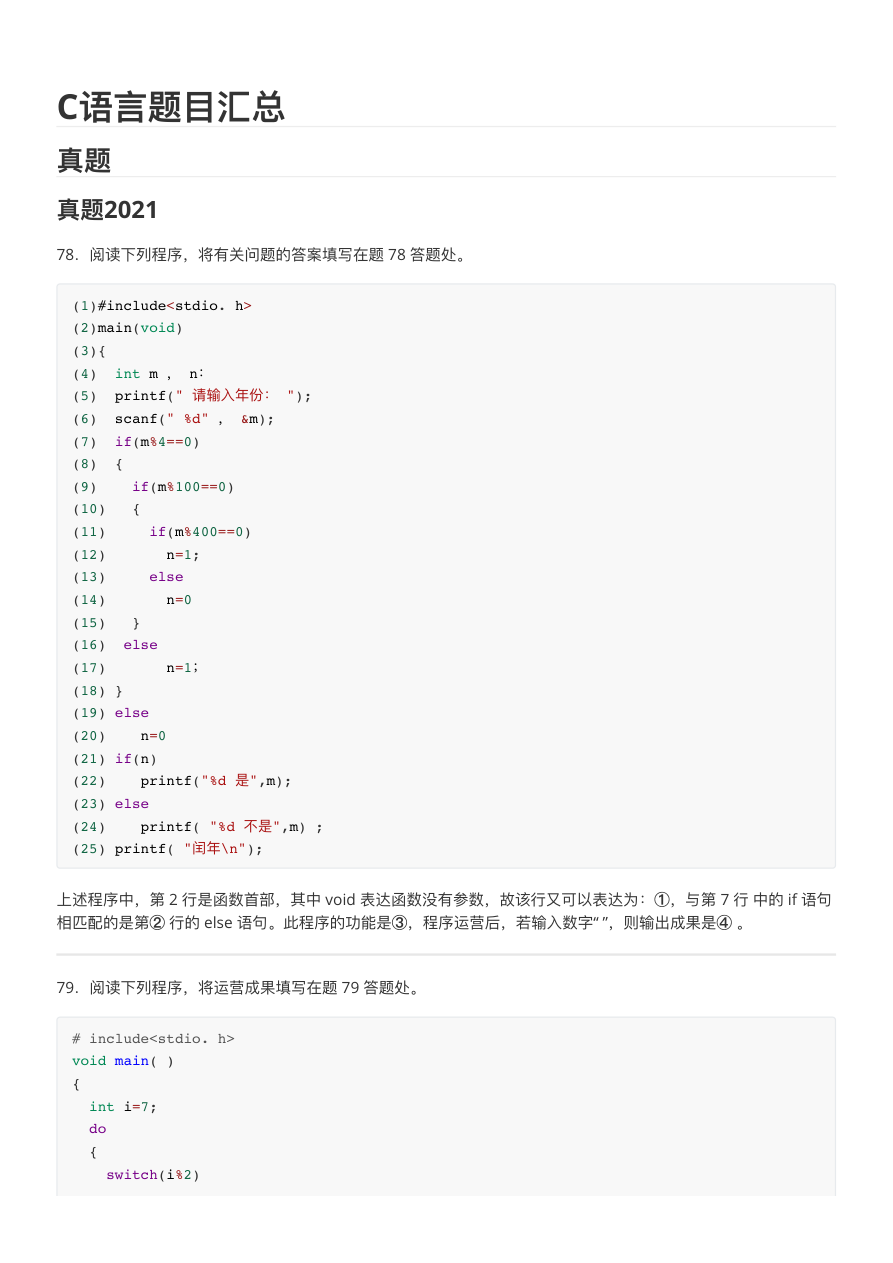 C语言题目汇总
真题
真题2021
78．阅读下列程序，将有关问题的答案填写在题 78 答题处。
(1)#include<stdio. h>
(2)main(void)
(3){
(4)  int m ， n：
(5)  printf(" 请输入年份： ");
(6)  scanf(" %d" ， &m);
(7)  if(m%4==0)
(8)  {
(9)    if(m%100==0)
(10)   {
(11)     if(m%400==0)
(12)       n=1;
(13)     else
(14)       n=0
(15)   }
(16)  else
(17)       n=1；
(18) }
(19) else
(20)    n=0
(21) if(n)
(22)    printf("%d 是",m);
(23) else
(24)    printf( "%d 不是",m) ;
(25) printf( "闰年\n");
上述程序中，第 2 行是函数首部，其中 void 表达函数没有参数，故该行又可以表达为：①，与第 7 行 中的 if 语句
相匹配的是第② 行的 else 语句。此程序的功能是③，程序运营后，若输入数字“ ”，则输出成果是④ 。
79．阅读下列程序，将运营成果填写在题 79 答题处。
# include<stdio. h>
void main( )
{
  int i=7;
  do
  {
    switch(i%2)